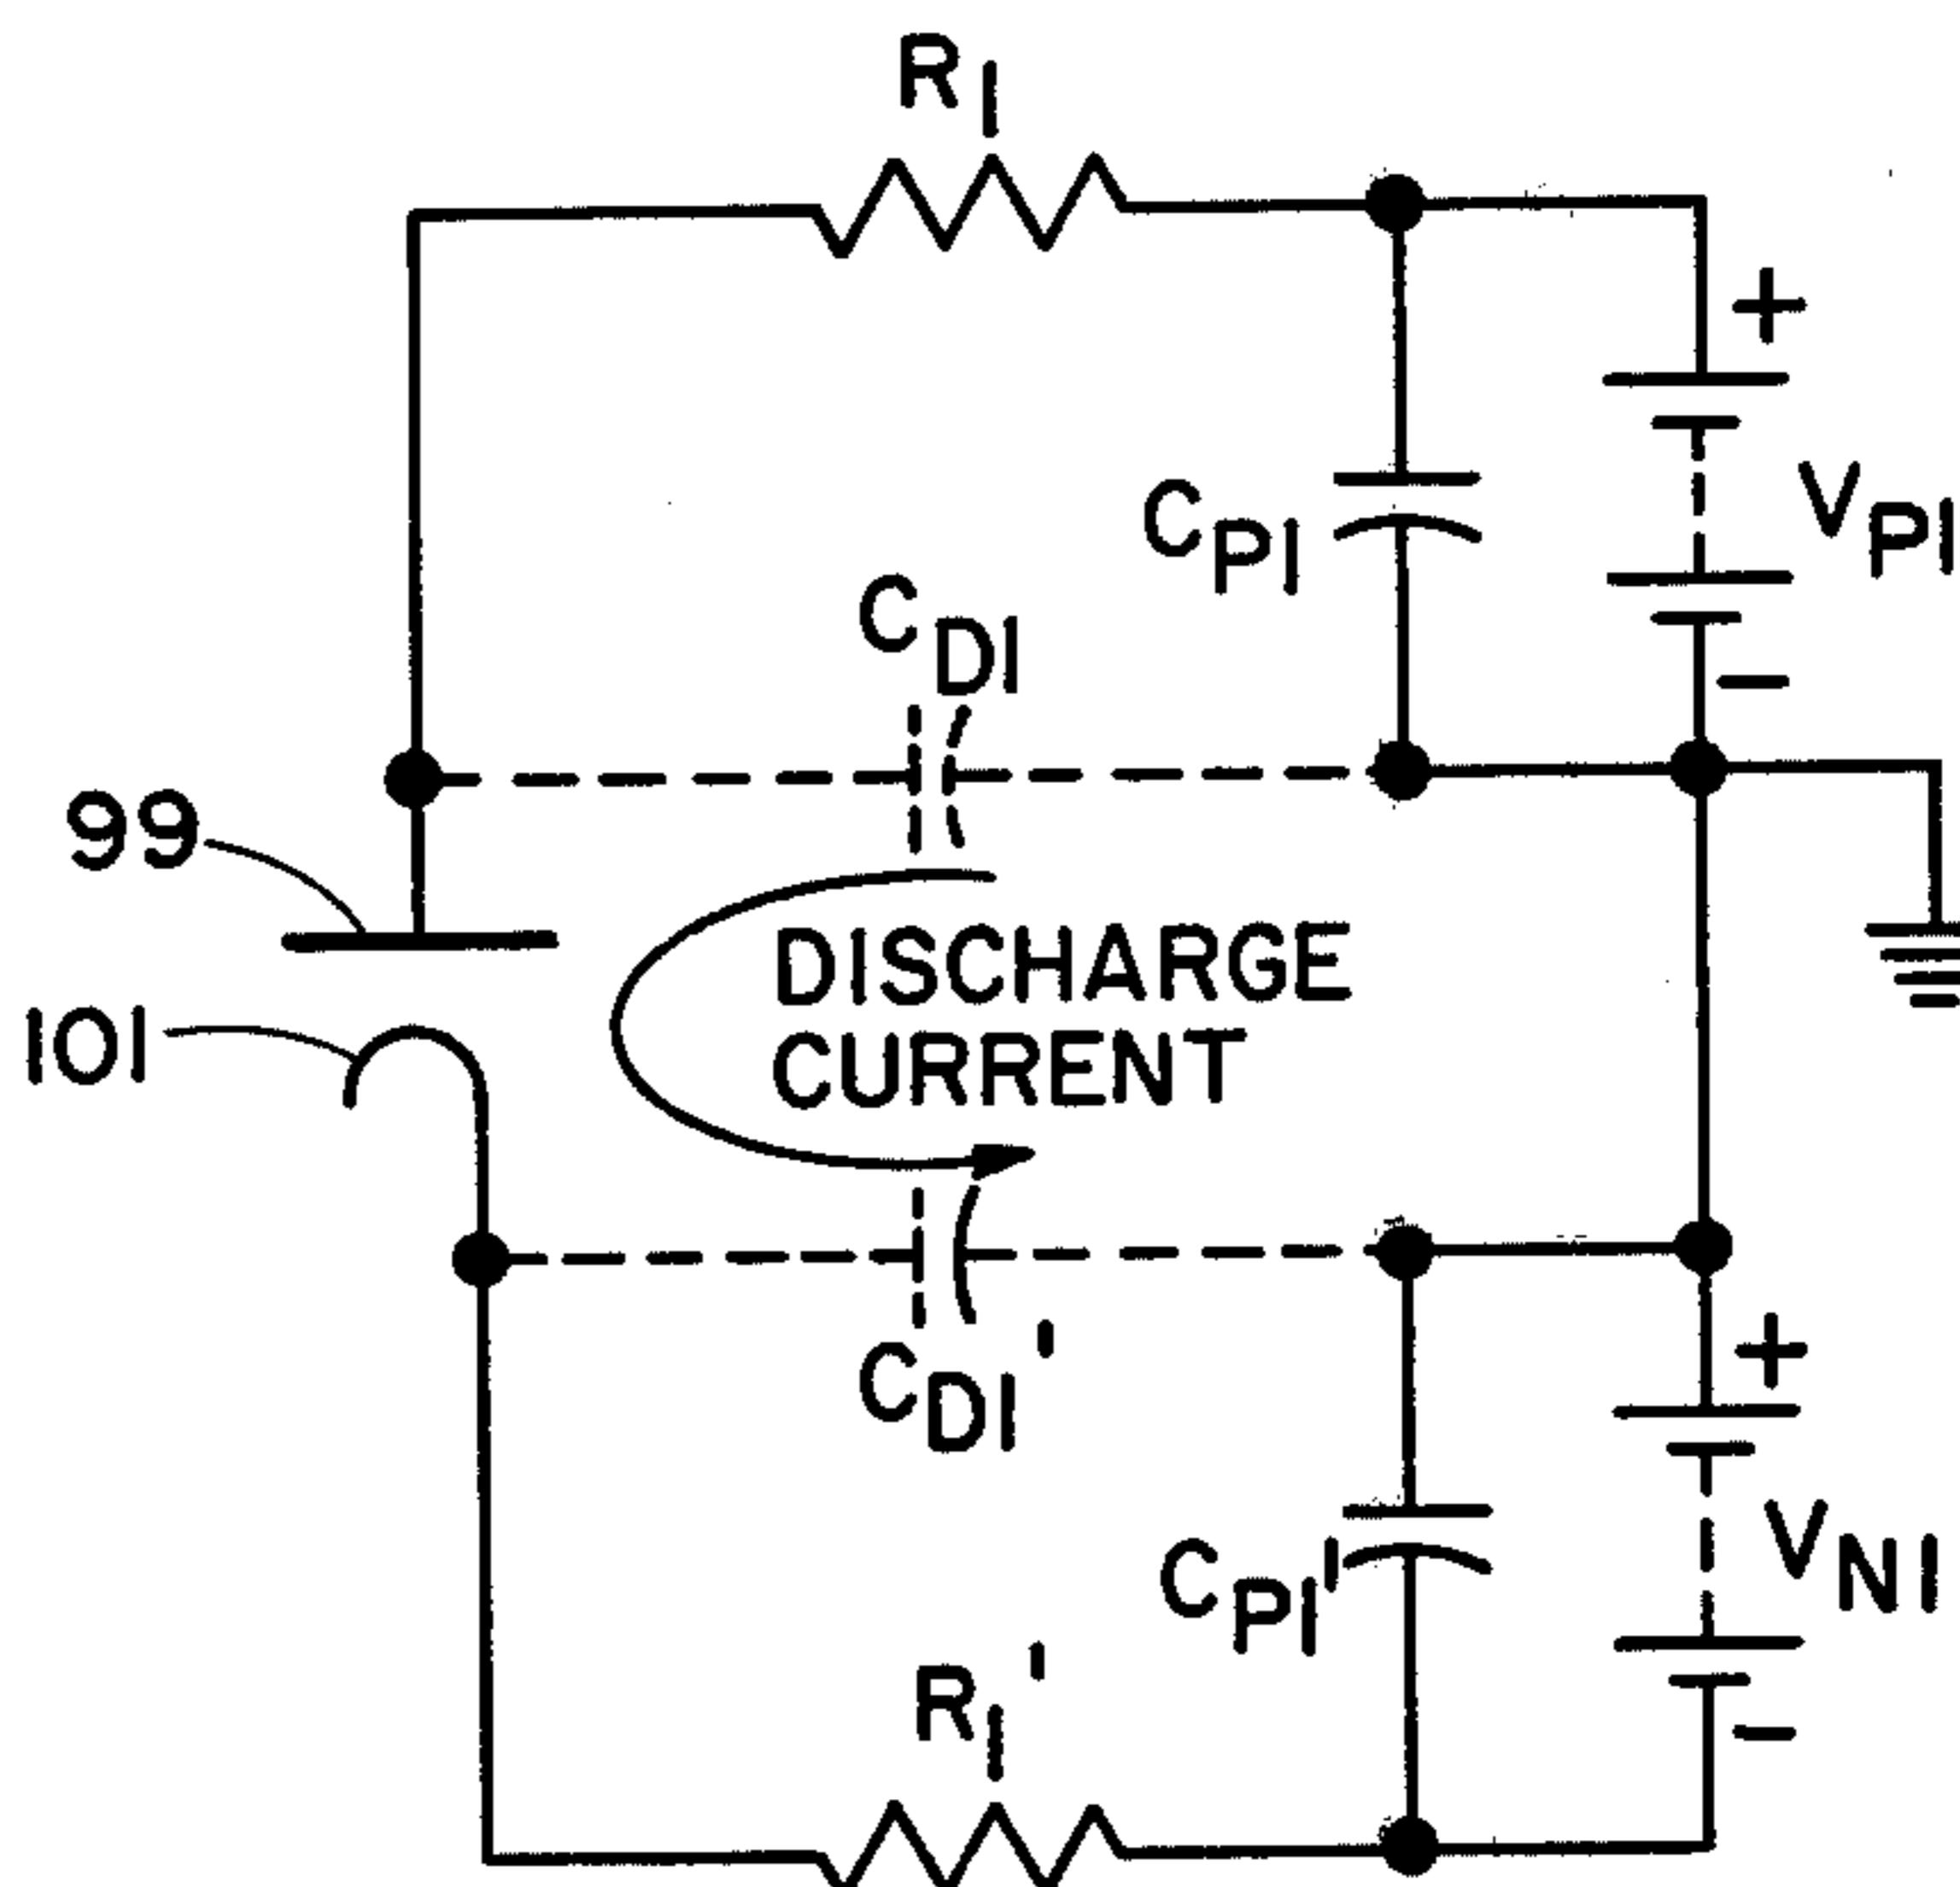 R1
+
CP1
VP1
CD1
−
99
DISCHARGE
101
CURRENT
CD1'
+
CP1'
VN1
R1'
−